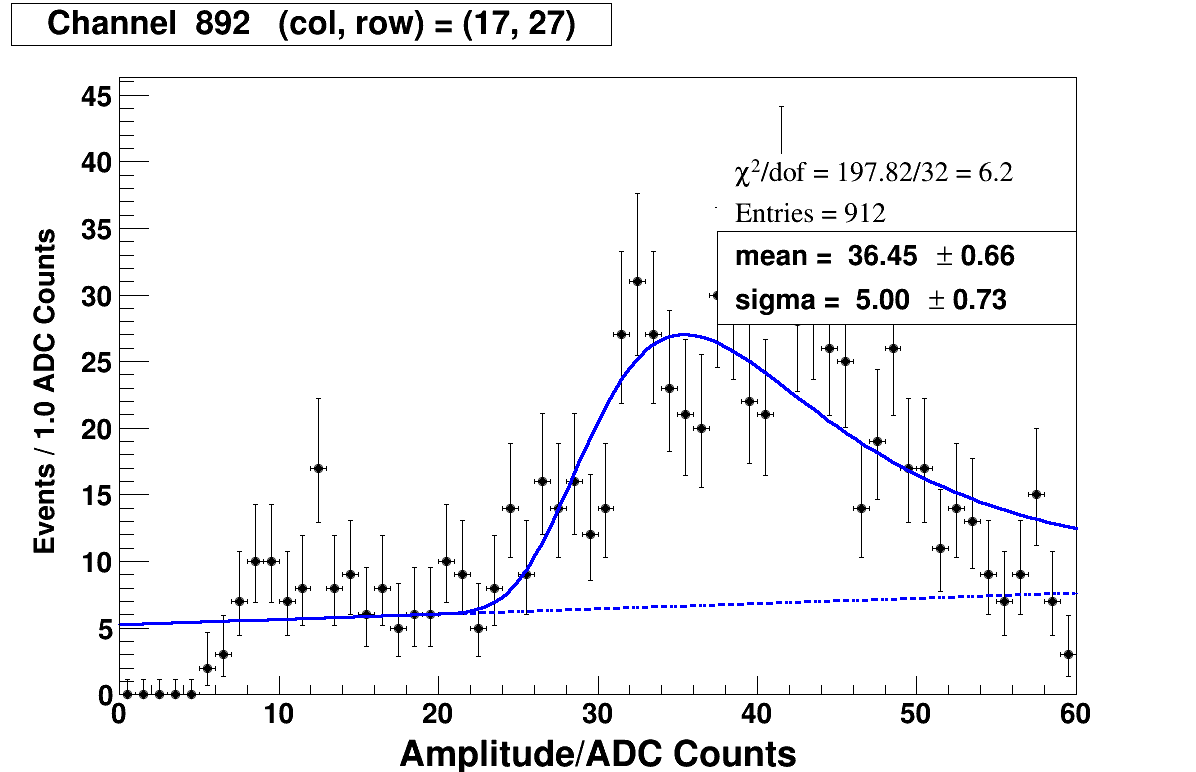 Channel 892 (col, row) = (17, 27)
χ²/dof = 197.82/32 = 6.2
Entries = 912
mean = 36.45 ± 0.66
sigma = 5.00 ± 0.73
Events / 1.0 ADC Counts
45
40
35
30
25
20
15
10
5
0
0 10 20 30 40 50 60
Amplitude/ADC Counts